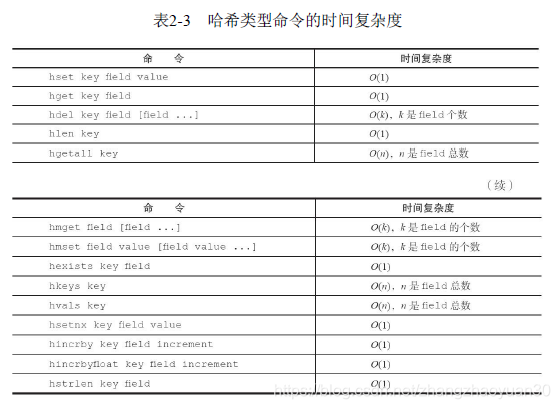 表2-3 哈希类型命令的时间复杂度
命 令 时间复杂度
hset key field value O(1)
hget key field O(1)
hdel key field [field ...] O(k), k 是 field 个数
hlen key O(1)
hgetall key O(n), n 是 field 总数
（续）
命 令 时间复杂度
hmget field [field ...] O(k), k 是 field 的个数
hmset field value [field value ...] O(k), k 是 field 的个数
hexists key field O(1)
hkeys key O(n), n 是 field 总数
hvals key O(n), n 是 field 总数
hsetnx key field value O(1)
hincrby key field increment O(1)
hincrbyfloat key field increment O(1)
hstrlen key field O(1)
https://blog.csdn.net/zhangzhaoyuan30